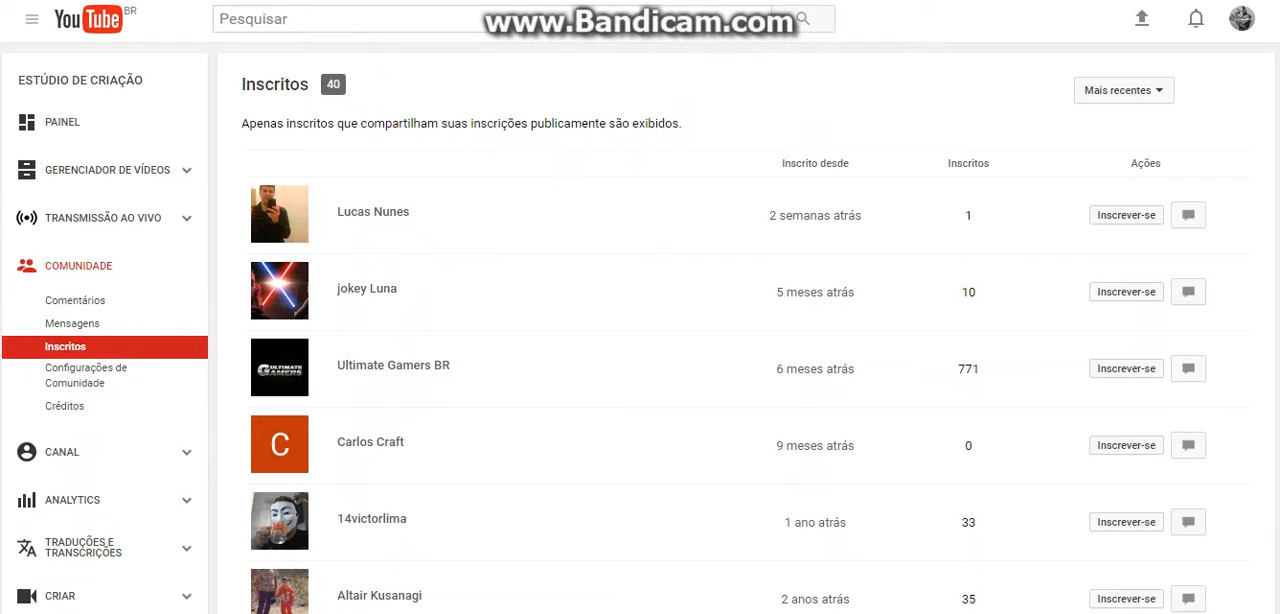 YouTube BR
Pesquisar
www.Bandicam.com
ESTÚDIO DE CRIAÇÃO
PAINEL
GERENCIADOR DE VÍDEOS
TRANSMISSÃO AO VIVO
COMUNIDADE
Comentários
Mensagens
Inscritos
Configurações de
Comunidade
Créditos
CANAL
ANALYTICS
TRADUÇÕES E
TRANSCRIÇÕES
CRIAR
Inscritos 40
Mais recentes
Apenas inscritos que compartilham suas inscrições publicamente são exibidos.
Inscrito desde Inscritos Ações
Lucas Nunes 2 semanas atrás 1 Inscrever-se
jokey Luna 5 meses atrás 10 Inscrever-se
ULTIMATE
GAMERS
Ultimate Gamers BR 6 meses atrás 771 Inscrever-se
C Carlos Craft 9 meses atrás 0 Inscrever-se
14victorlima 1 ano atrás 33 Inscrever-se
Altair Kusanagi 2 anos atrás 35 Inscrever-se